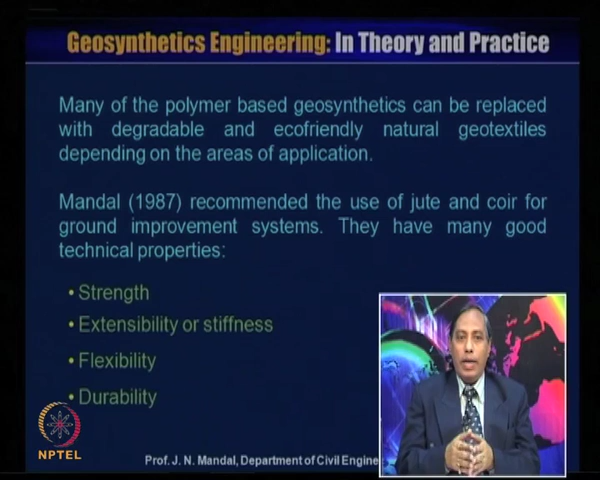 Geosynthetics Engineering: In Theory and Practice
Many of the polymer based geosynthetics can be replaced
with degradable and ecofriendly natural geotextiles
depending on the areas of application.
Mandal (1987) recommended the use of jute and coir for
ground improvement systems. They have many good
technical properties:
• Strength
• Extensibility or stiffness
• Flexibility
• Durability
NPTEL
Prof. J. N. Mandal, Department of Civil Engine